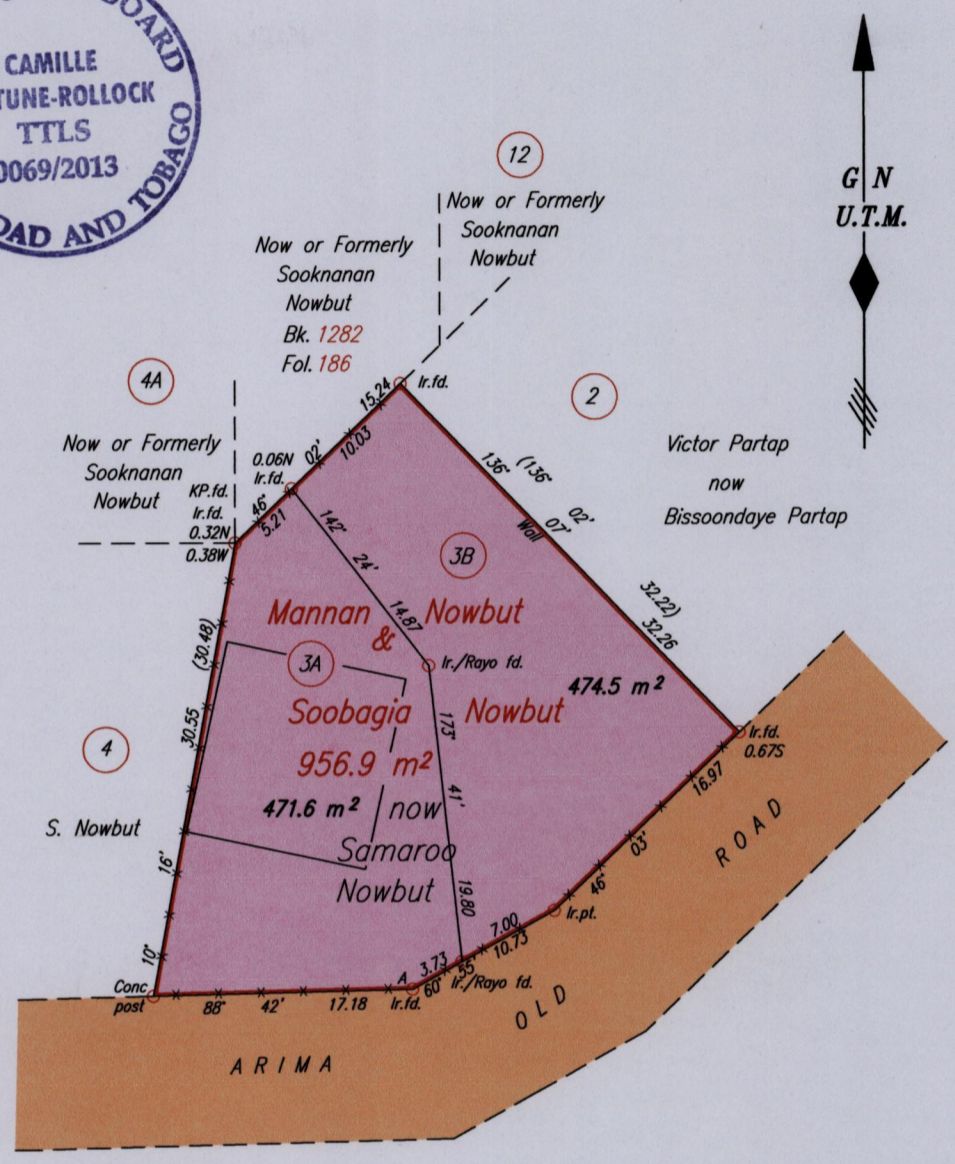 BOARD
CAMILLE
TUNE-ROLLOCK
TTLS
0069/2013
AND TOBAGO
G N
U.T.M.
12
Now or Formerly
Sooknanan
Nowbut
Now or Formerly
Sooknanan
Nowbut
Bk. 1282
Fol. 186
4A
Now or Formerly
Sooknanan
Nowbut
KP.fd.
Ir.fd.
0.32N
0.38W
0.06N
Ir.fd.
46° 02' 15.24
5.21
10.03
Ir.fd.
2
Victor Partap
now
Bissoondaye Partap
136° 07' 32.26
(136° 02' 32.22)
Wall
142° 24' 14.87
3B
Mannan Nowbut
&
3A
Ir./Rayo fd.
Soobagia Nowbut
474.5 m²
956.9 m²
471.6 m²
now
Samaroo
Nowbut
173° 41' 19.80
(30.48)
10° 16' 30.55
4
S. Nowbut
Ir.fd.
0.67S
46° 03' 16.97
Ir.pt.
7.00
3.73
60° 55' 10.73
Ir./Rayo fd.
A
Ir.fd.
88° 42' 17.18
Conc
post
ARIMA OLD ROAD